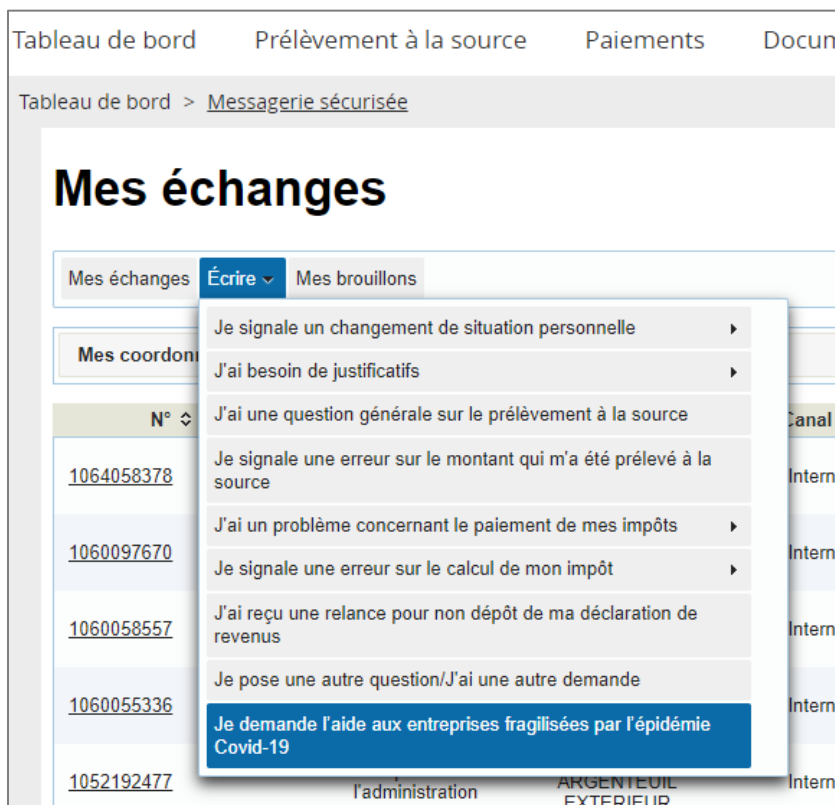 Tableau de bord Prélèvement à la source Paiements Docum
Tableau de bord > Messagerie sécurisée
Mes échanges
Mes échanges Écrire Mes brouillons
Je signale un changement de situation personnelle
Mes coordonn
J'ai besoin de justificatifs
N° J'ai une question générale sur le prélèvement à la source Canal
Je signale une erreur sur le montant qui m'a été prélevé à la
source
1064058378 Intern
J'ai un problème concernant le paiement de mes impôts
1060097670 Intern
Je signale une erreur sur le calcul de mon impôt
J'ai reçu une relance pour non dépôt de ma déclaration de
revenus
1060058557 Intern
Je pose une autre question/J'ai une autre demande
1060055336 Intern
Je demande l'aide aux entreprises fragilisées par l'épidémie
Covid-19
1052192477 l'administration ARGENTEUIL Intern
EXTERIEUR